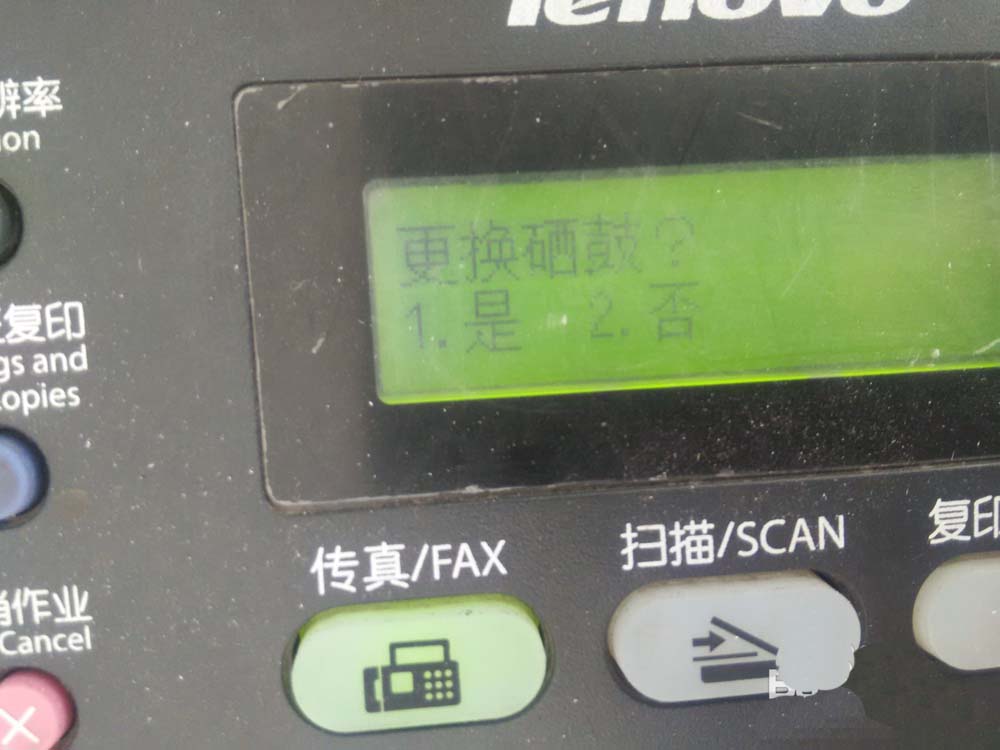 lenovo
更换硒鼓?
1.是 2.否
辨率
复印
gs and
opies
作业
Cancel
传真/FAX
扫描/SCAN
复印